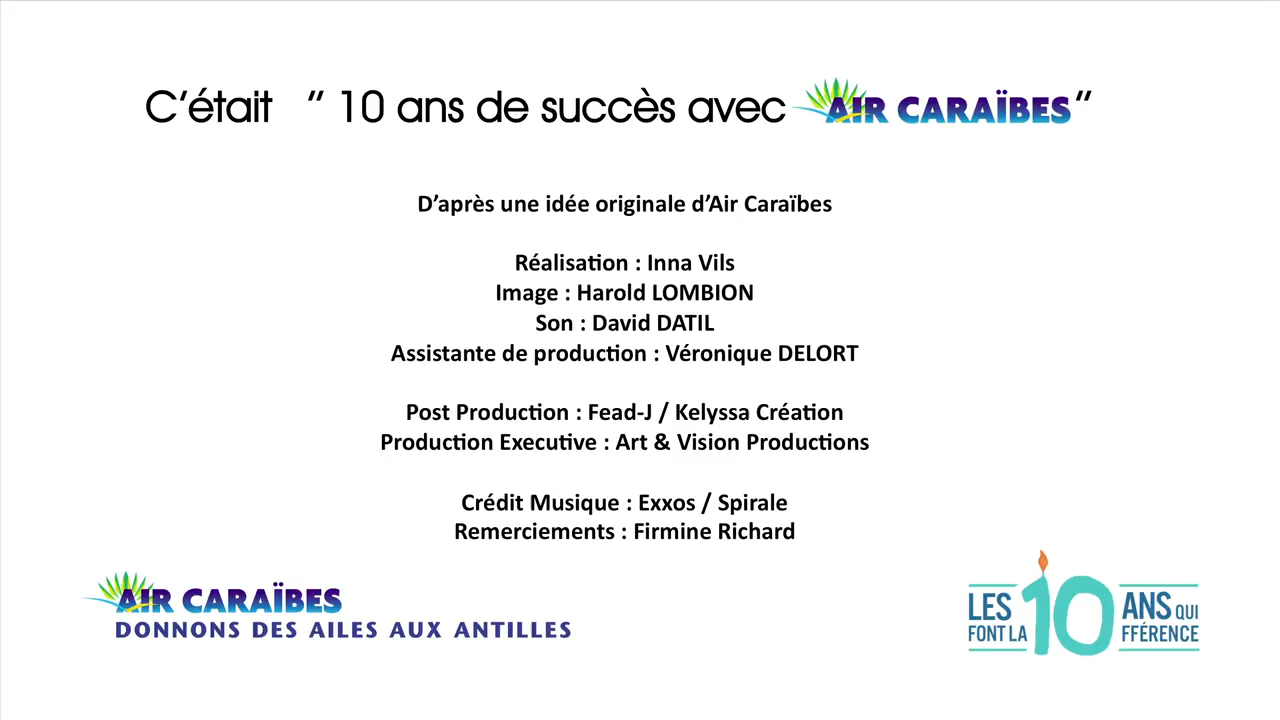 C'était " 10 ans de succès avec AIR CARAÏBES"
D'après une idée originale d'Air Caraïbes
Réalisation : Inna Vils
Image : Harold LOMBION
Son : David DATIL
Assistante de production : Véronique DELORT
Post Production : Fead-J / Kelyssa Création
Production Executive : Art & Vision Productions
Crédit Musique : Exxos / Spirale
Remerciements : Firmine Richard
AIR CARAÏBES
DONNONS DES AILES AUX ANTILLES
LES 10 ANS QUI
FONT LA FFÉRENCE